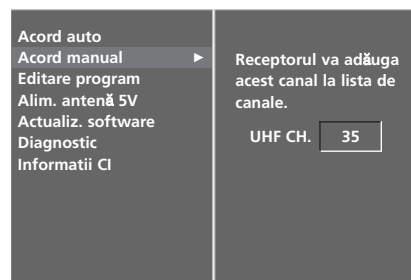 Acord auto
Acord manual ►
Editare program
Alim. antenă 5V
Actualiz. software
Diagnostic
Informatii CI
Receptorul va adăuga
acest canal la lista de
canale.
UHF CH. 35